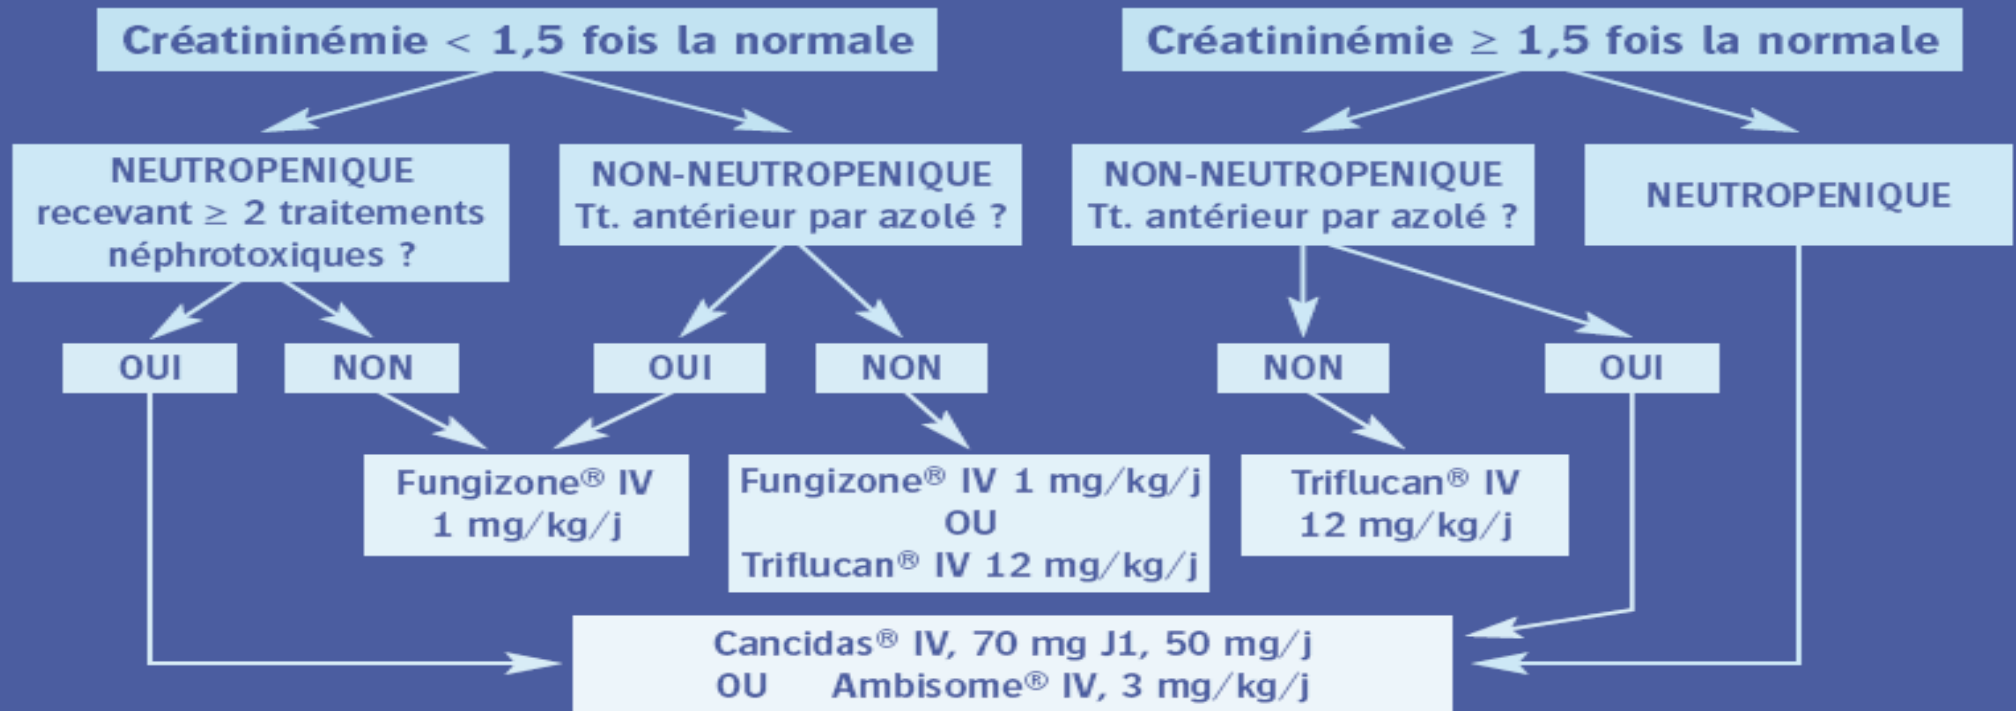 Créatininémie < 1,5 fois la normale
Créatininémie ≥ 1,5 fois la normale
NEUTROPENIQUE
recevant ≥ 2 traitements
néphrotoxiques ?
NON-NEUTROPENIQUE
Tt. antérieur par azolé ?
NON-NEUTROPENIQUE
Tt. antérieur par azolé ?
NEUTROPENIQUE
OUI
NON
OUI
NON
NON
OUI
Fungizone® IV
1 mg/kg/j
Fungizone® IV 1 mg/kg/j
OU
Triflucan® IV 12 mg/kg/j
Triflucan® IV
12 mg/kg/j
Cancidas® IV, 70 mg J1, 50 mg/j
OU Ambisome® IV, 3 mg/kg/j